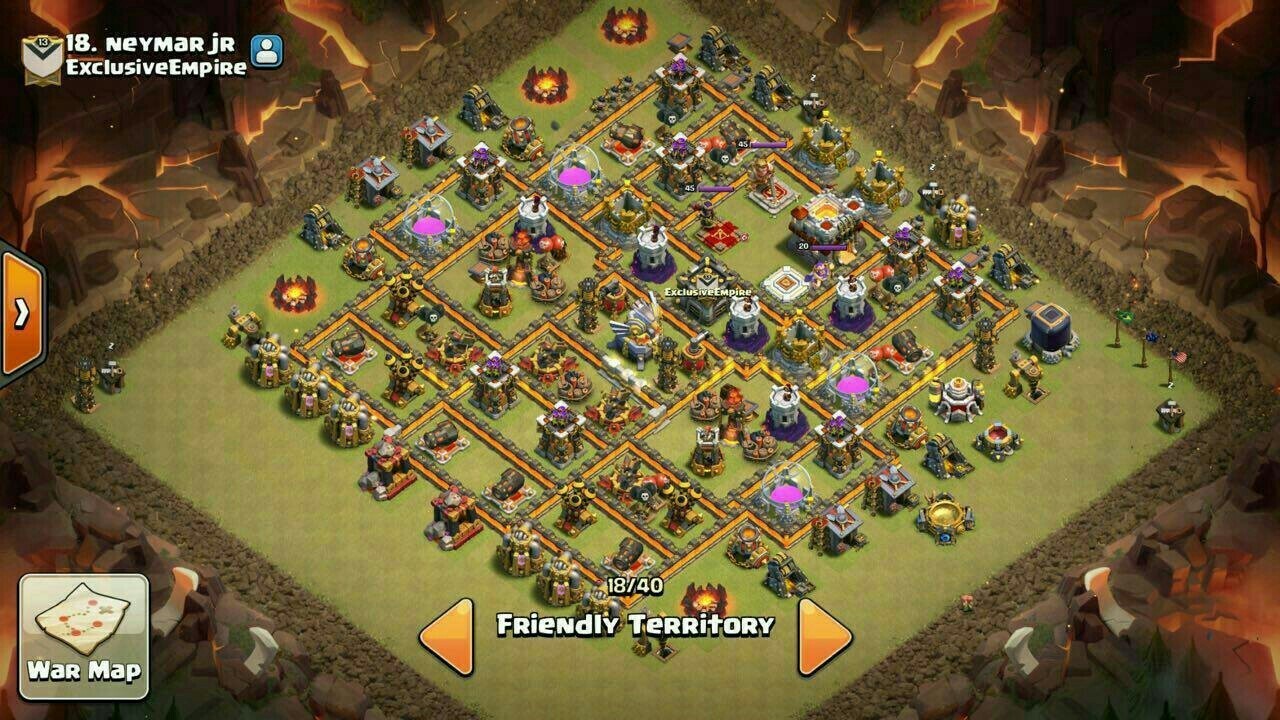 13
18. Neymar jr
ExclusiveEmpire
45
45
20
ExclusiveEmpire
18/40
Friendly Territory
War Map